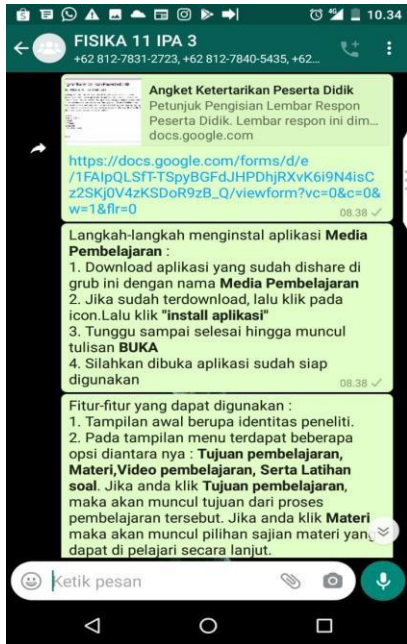 10.34
FISIKA 11 IPA 3
+62 812-7831-2723, +62 812-7840-5435, +62...
Angket Ketertarikan Peserta Didik
Petunjuk Pengisian Lembar Respon
Peserta Didik. Lembar respon ini dim...
docs.google.com
https://docs.google.com/forms/d/e
/1FAIpQLSfT-TSpyBGFdJHPDhjRXvK6i9N4isC
z2SKj0V4zKSDoR9zB_Q/viewform?vc=0&c=0&
w=1&flr=0
08.38
Langkah-langkah menginstal aplikasi Media
Pembelajaran :
1. Download aplikasi yang sudah dishare di
grub ini dengan nama Media Pembelajaran
2. Jika sudah terdownload, lalu klik pada
icon.Lalu klik "install aplikasi"
3. Tunggu sampai selesai hingga muncul
tulisan BUKA
4. Silahkan dibuka aplikasi sudah siap
digunakan
08.38
Fitur-fitur yang dapat digunakan :
1. Tampilan awal berupa identitas peneliti.
2. Pada tampilan menu terdapat beberapa
opsi diantara nya : Tujuan pembelajaran,
Materi,Video pembelajaran, Serta Latihan
soal. Jika anda klik Tujuan pembelajaran,
maka akan muncul tujuan dari proses
pembelajaran tersebut. Jika anda klik Materi
maka akan muncul pilihan sajian materi yang
dapat di pelajari secara lanjut.
Ketik pesan